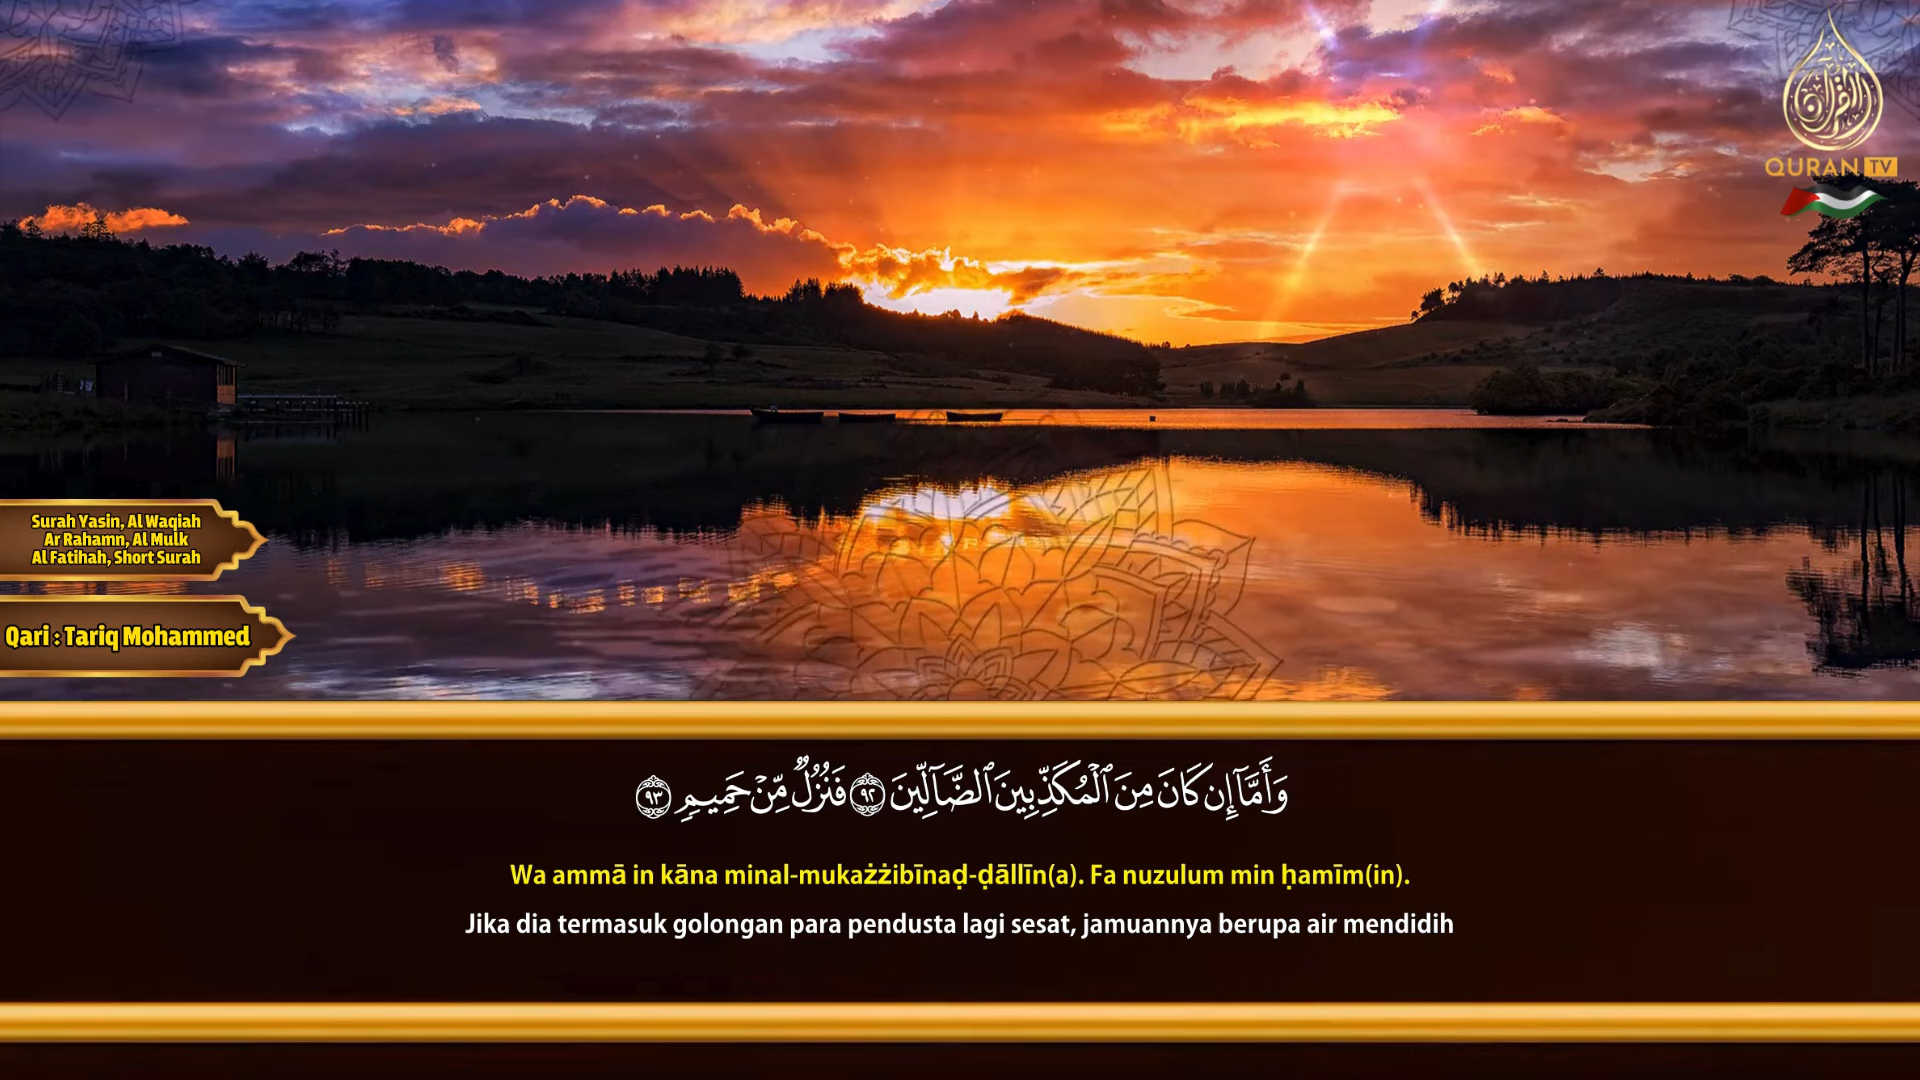 القرآن
QURAN TV
Surah Yasin, Al Waqiah
Ar Rahamn, Al Mulk
Al Fatihah, Short Surah
Qari : Tariq Mohammed
وَأَمَّآ إِن كَانَ مِنَ ٱلْمُكَذِّبِينَ ٱلضَّآلِّينَ ٩٢ فَنُزُلٌ مِّنْ حَمِيمٍ ٩٣
Wa ammā in kāna minal-mukażżibīnaḍ-ḍāllīn(a). Fa nuzulum min ḥamīm(in).
Jika dia termasuk golongan para pendusta lagi sesat, jamuannya berupa air mendidih